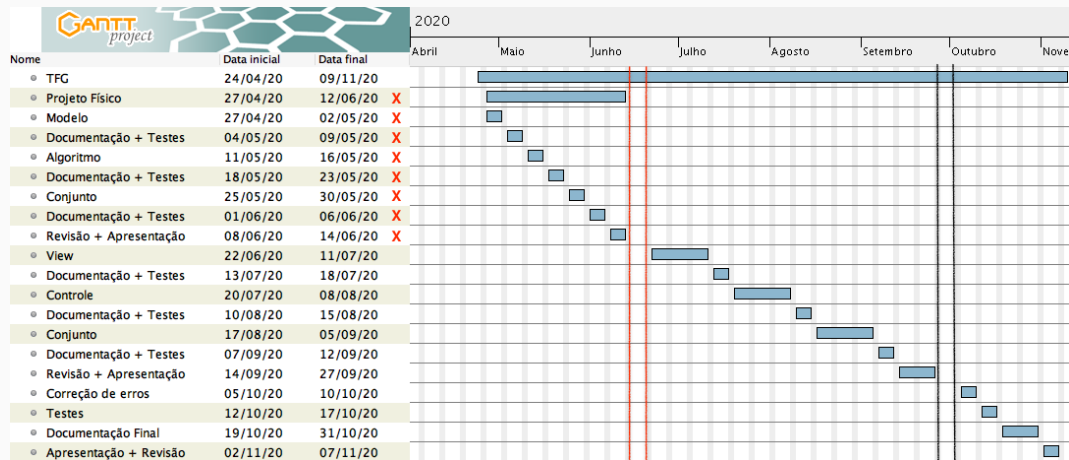 GANTT
project
2020
Abril Maio Junho Julho Agosto Setembro Outubro Nove
Nome Data inicial Data final
TFG 24/04/20 09/11/20
Projeto Físico 27/04/20 12/06/20 X
Modelo 27/04/20 02/05/20 X
Documentação + Testes 04/05/20 09/05/20 X
Algoritmo 11/05/20 16/05/20 X
Documentação + Testes 18/05/20 23/05/20 X
Conjunto 25/05/20 30/05/20 X
Documentação + Testes 01/06/20 06/06/20 X
Revisão + Apresentação 08/06/20 14/06/20 X
View 22/06/20 11/07/20
Documentação + Testes 13/07/20 18/07/20
Controle 20/07/20 08/08/20
Documentação + Testes 10/08/20 15/08/20
Conjunto 17/08/20 05/09/20
Documentação + Testes 07/09/20 12/09/20
Revisão + Apresentação 14/09/20 27/09/20
Correção de erros 05/10/20 10/10/20
Testes 12/10/20 17/10/20
Documentação Final 19/10/20 31/10/20
Apresentação + Revisão 02/11/20 07/11/20